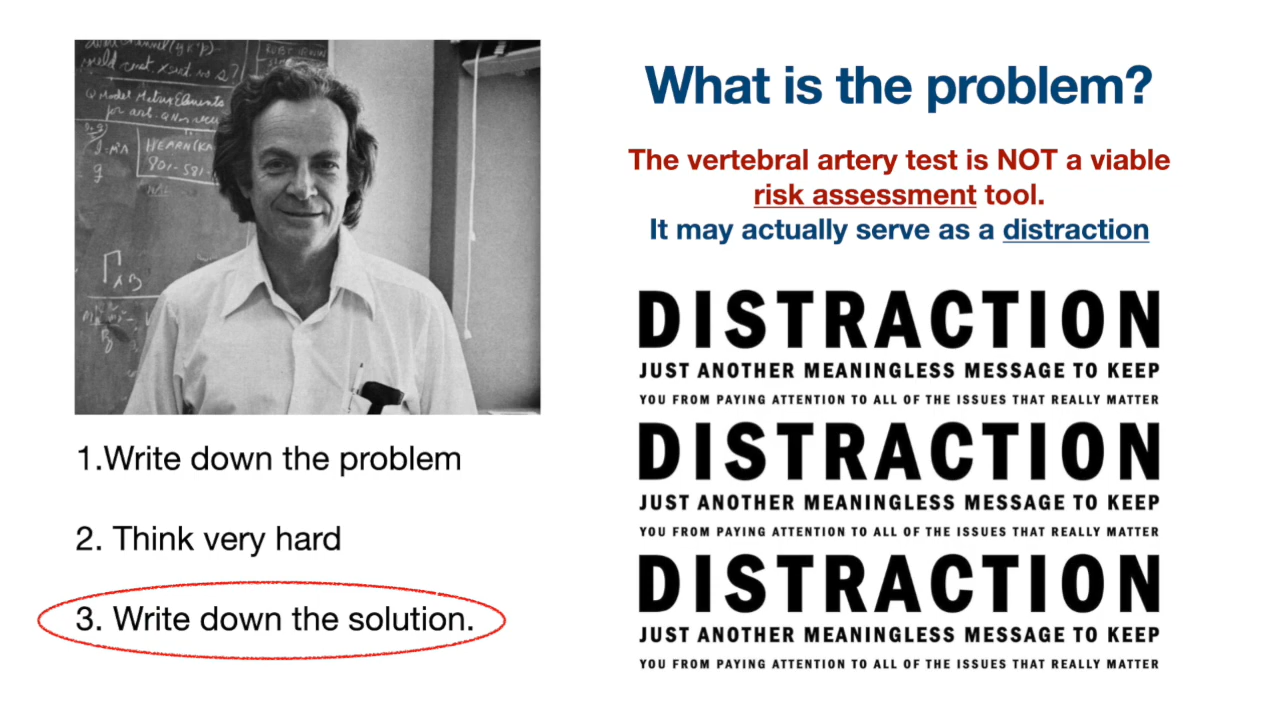 What is the problem?
The vertebral artery test is NOT a viable
risk assessment tool.
It may actually serve as a distraction
DISTRACTION
JUST ANOTHER MEANINGLESS MESSAGE TO KEEP
YOU FROM PAYING ATTENTION TO ALL OF THE ISSUES THAT REALLY MATTER
DISTRACTION
JUST ANOTHER MEANINGLESS MESSAGE TO KEEP
YOU FROM PAYING ATTENTION TO ALL OF THE ISSUES THAT REALLY MATTER
DISTRACTION
JUST ANOTHER MEANINGLESS MESSAGE TO KEEP
YOU FROM PAYING ATTENTION TO ALL OF THE ISSUES THAT REALLY MATTER
1.Write down the problem
2. Think very hard
3. Write down the solution.